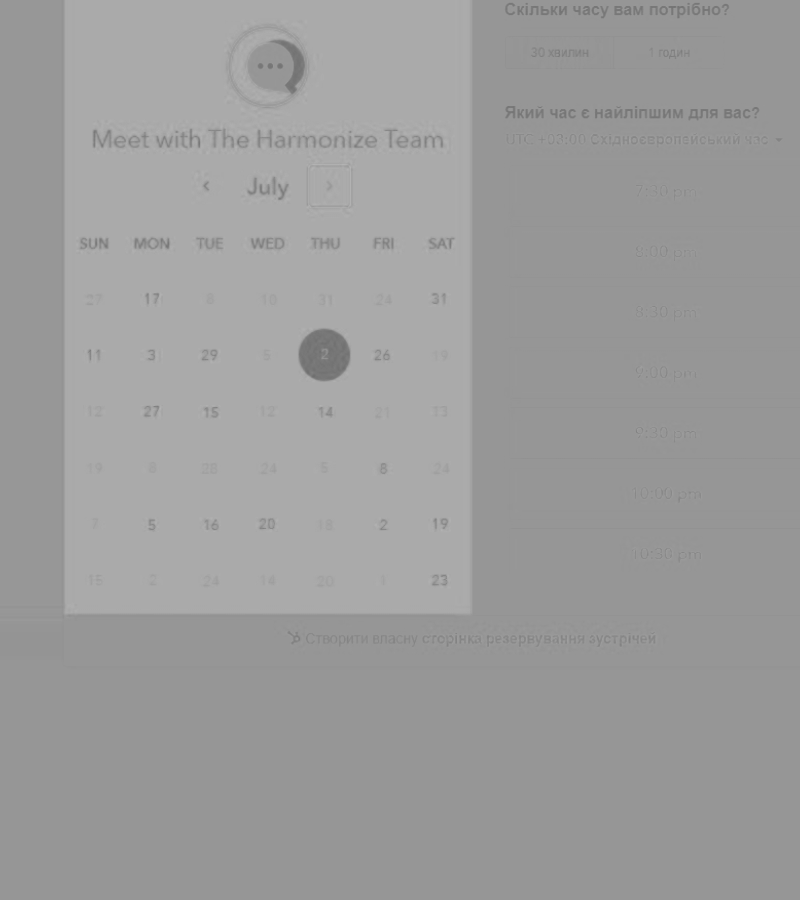 Meet with The Harmonize Team
July
SUN MON TUE WED THU FRI SAT
27 17 8 10 31 24 31
11 3 29 5 2 26 19
12 27 15 12 14 21 13
19 8 28 24 5 6 24
7 5 16 20 18 2 19
15 2 24 14 20 1 23
Скільки часу вам потрібно?
30 хвилин 1 годин
Який час є найліпшим для вас?
UTC +03:00 Східноєвропейський час
7:30 pm
8:00 pm
8:30 pm
9:00 pm
9:30 pm
10:00 pm
10:30 pm
Створити власну сторінка резервування зустрічей